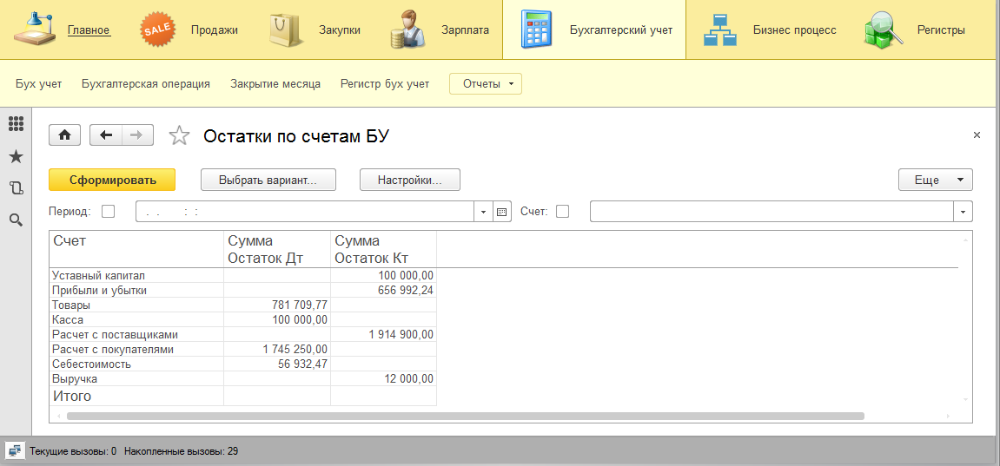 Главное SALE Продажи Закупки Зарплата Бухгалтерский учет Бизнес процесс Регистры
Бух учет Бухгалтерская операция Закрытие месяца Регистр бух учет Отчеты
Остатки по счетам БУ
Сформировать Выбрать вариант... Настройки... Еще
Период: . . : : Счет:
Счет Сумма Сумма
Остаток Дт Остаток Кт
Уставный капитал 100 000,00
Прибыли и убытки 656 992,24
Товары 781 709,77
Касса 100 000,00
Расчет с поставщиками 1 914 900,00
Расчет с покупателями 1 745 250,00
Себестоимость 56 932,47
Выручка 12 000,00
Итого
Текущие вызовы: 0 Накопленные вызовы: 29